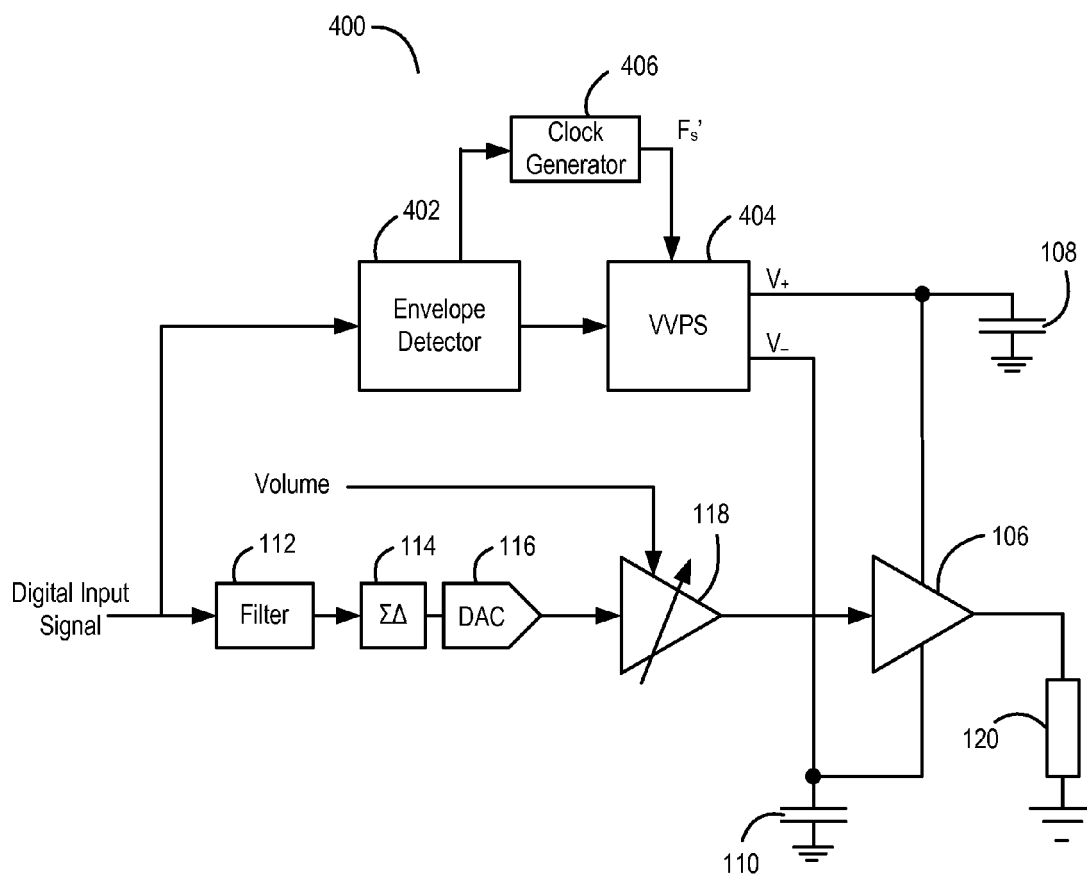 400
406
Clock
Generator
Fs'
402
404
108
Envelope
Detector
VVPS
V+
V−
Volume
118
106
112
114
116
Digital Input
Signal
Filter
ΣΔ
DAC
120
110